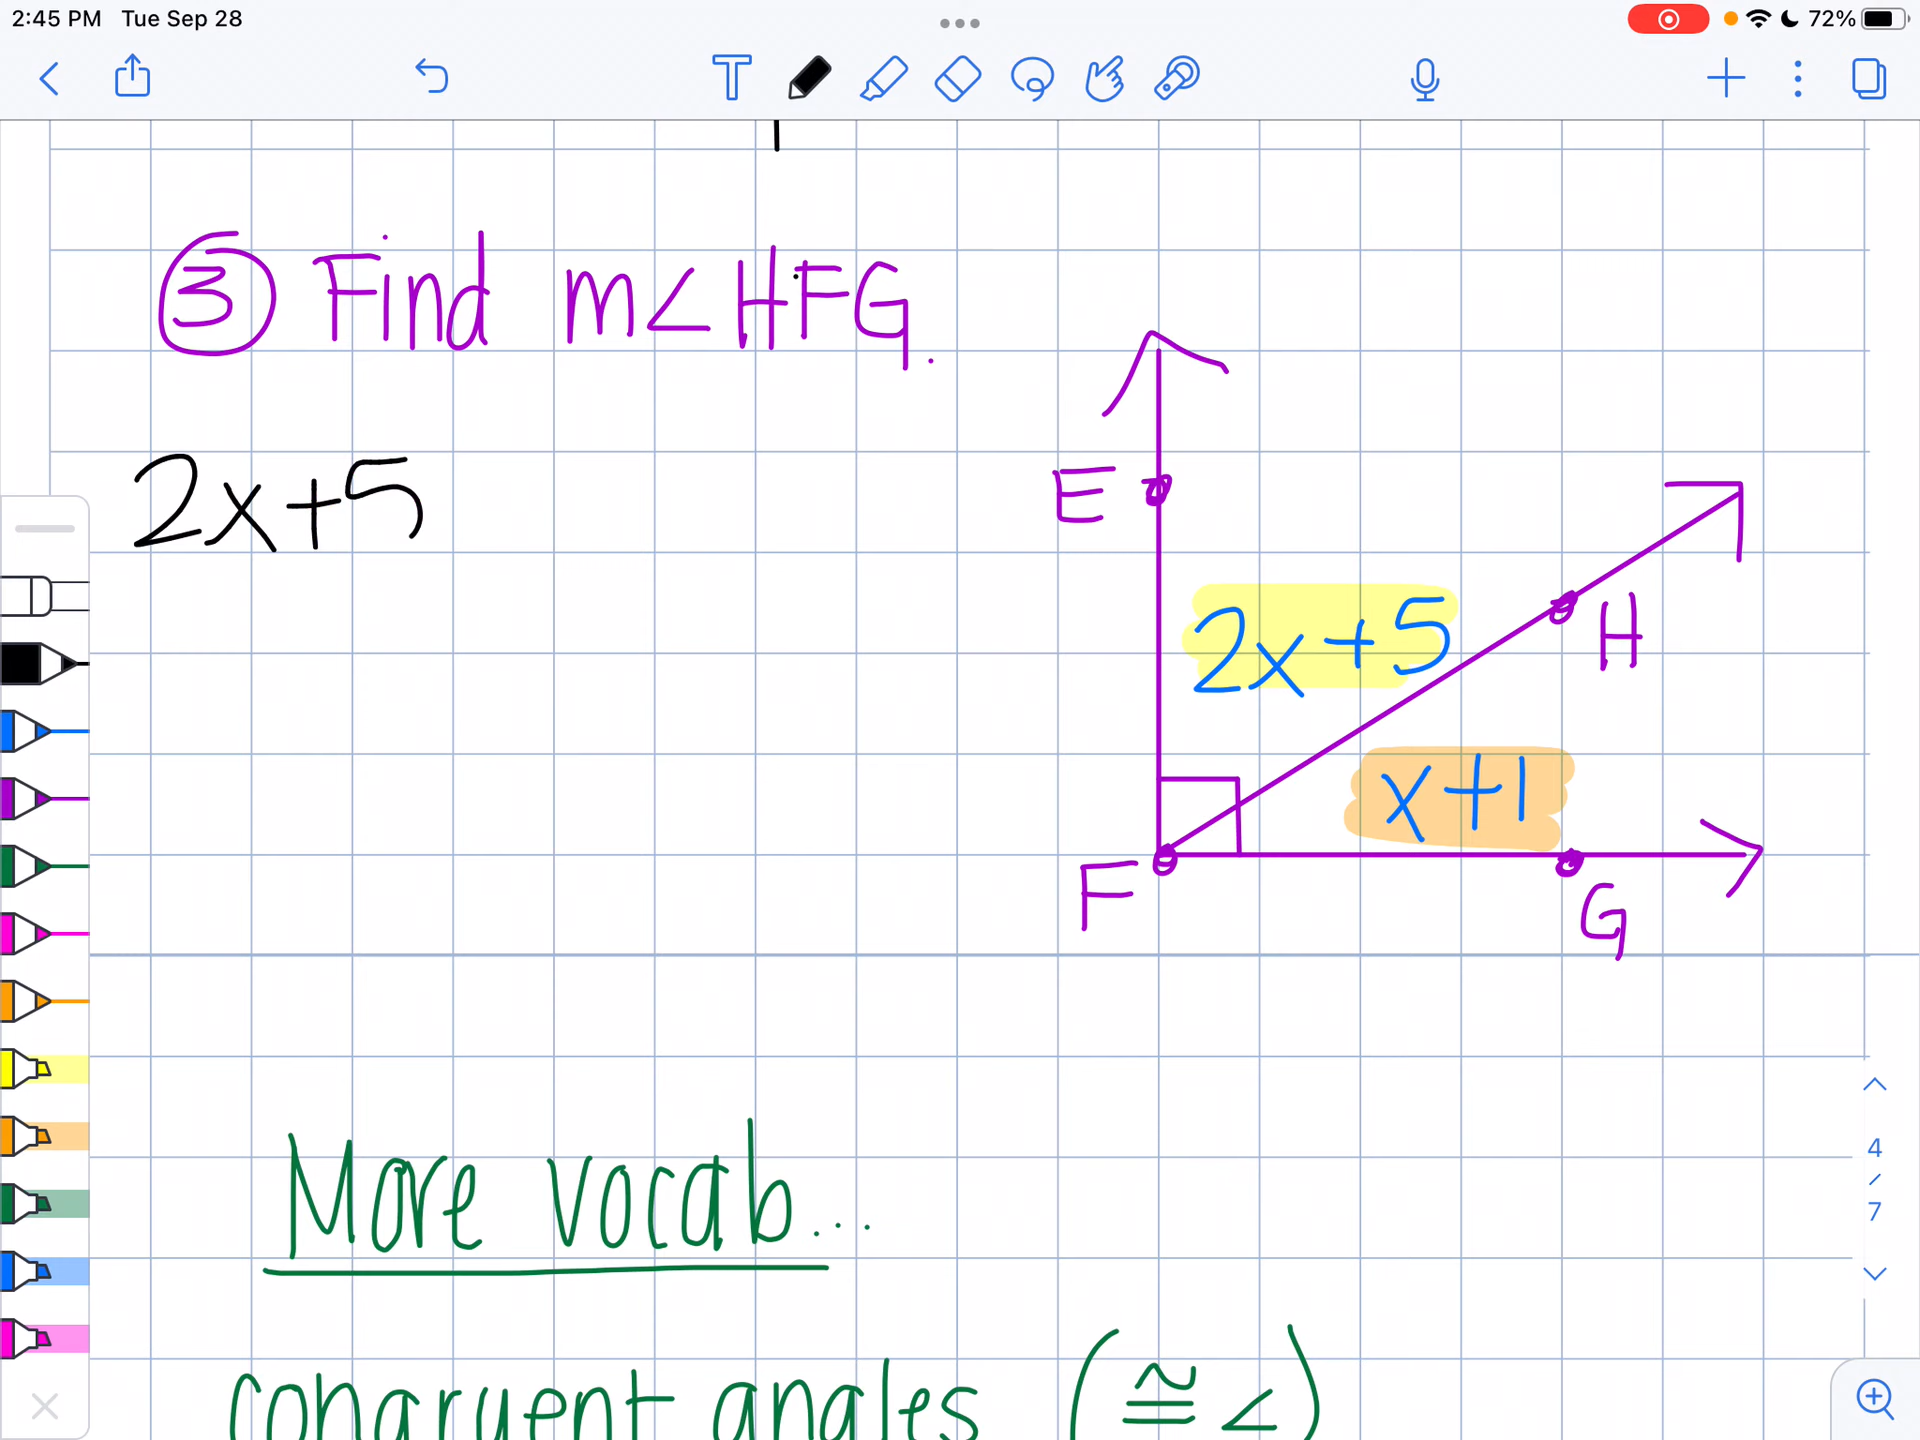 2:45 PM Tue Sep 28
72%
③ Find m∠HFG.
2x+5
E
H
2x+5
x+1
F
G
4
/
7
More vocab...
congruent angles (≅ ∠)